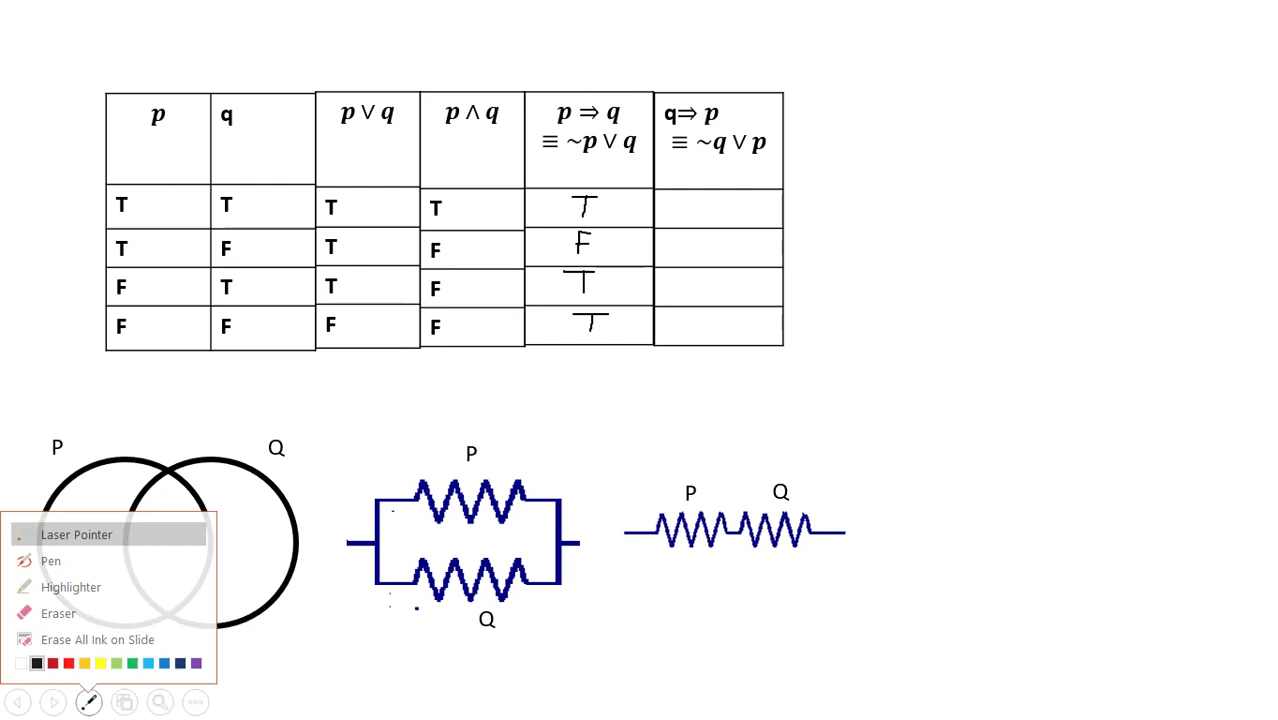 p q p ∨ q p ∧ q p ⇒ q q⇒ p
≡ ~p ∨ q ≡ ~q ∨ p
T T T T T
T F T F F
F T T F T
F F F F T
P Q P P Q
Q
Laser Pointer
Pen
Highlighter
Eraser
Erase All Ink on Slide